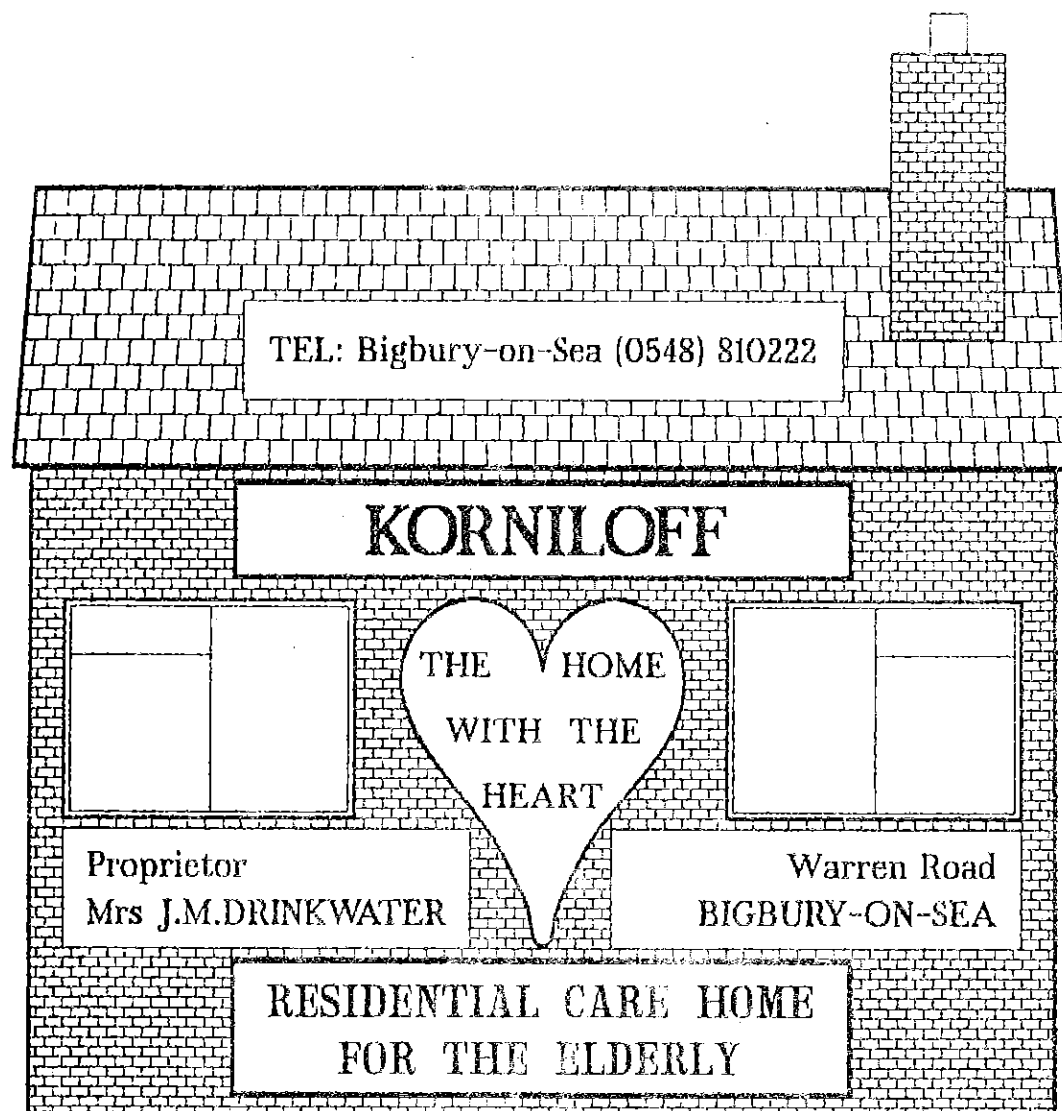 TEL: Bigbury-on-Sea (0548) 810222
KORNILOFF
THE HOME
WITH THE
HEART
Proprietor
Mrs J.M.DRINKWATER
Warren Road
BIGBURY-ON-SEA
RESIDENTIAL CARE HOME
FOR THE ELDERLY